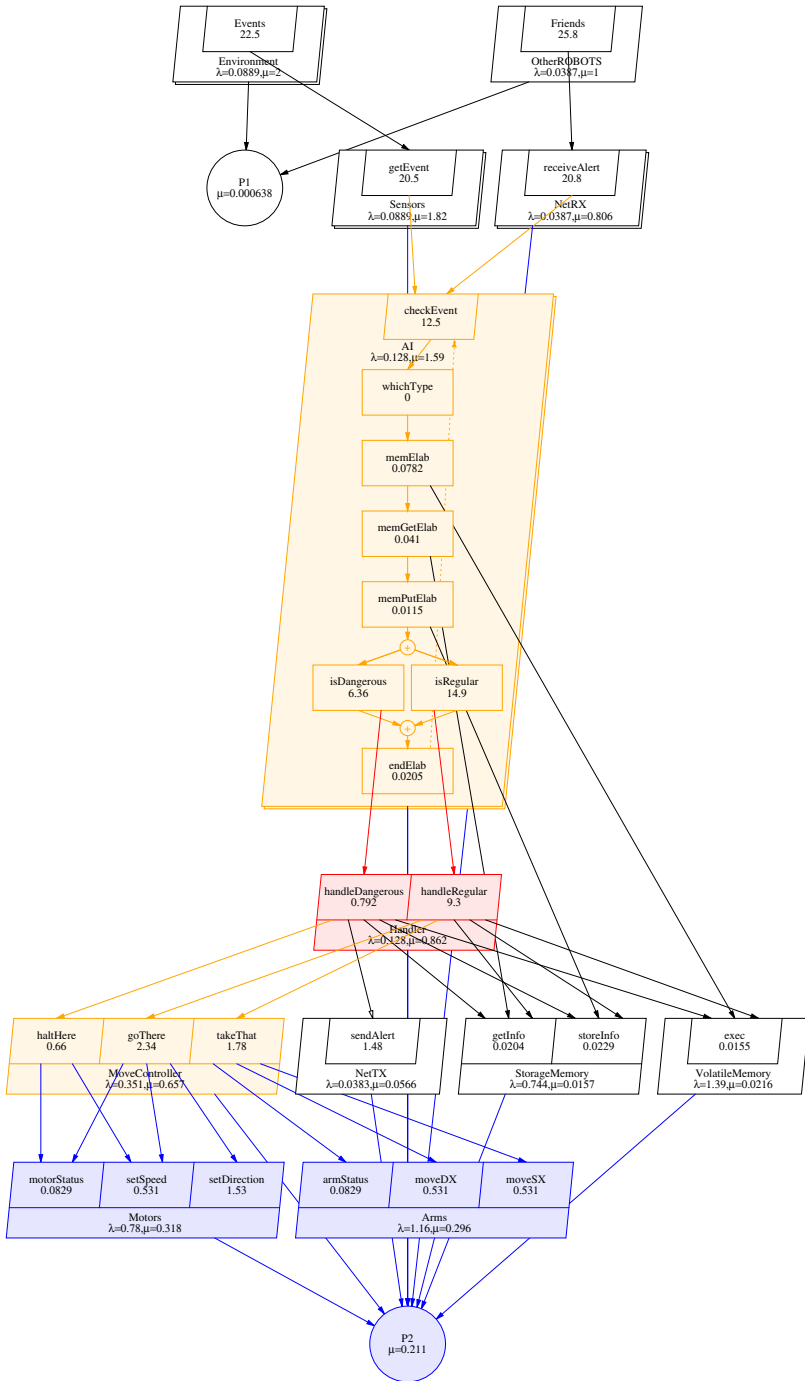 Events
22.5
Environment
λ=0.0889,μ=2
Friends
25.8
OtherROBOTS
λ=0.0387,μ=1
P1
μ=0.000638
getEvent
20.5
Sensors
λ=0.0889,μ=1.82
receiveAlert
20.8
NetRX
λ=0.0387,μ=0.806
checkEvent
12.5
AI
λ=0.128,μ=1.59
whichType
0
memElab
0.0782
memGetElab
0.041
memPutElab
0.0115
+
isDangerous
6.36
isRegular
14.9
+
endElab
0.0205
handleDangerous
0.792
handleRegular
9.3
Handler
λ=0.128,μ=0.862
haltHere
0.66
goThere
2.34
takeThat
1.78
MoveController
λ=0.351,μ=0.657
sendAlert
1.48
NetTX
λ=0.0383,μ=0.0566
getInfo
0.0204
storeInfo
0.0229
StorageMemory
λ=0.744,μ=0.0157
exec
0.0155
VolatileMemory
λ=1.39,μ=0.0216
motorStatus
0.0829
setSpeed
0.531
setDirection
1.53
Motors
λ=0.78,μ=0.318
armStatus
0.0829
moveDX
0.531
moveSX
0.531
Arms
λ=1.16,μ=0.296
P2
μ=0.211